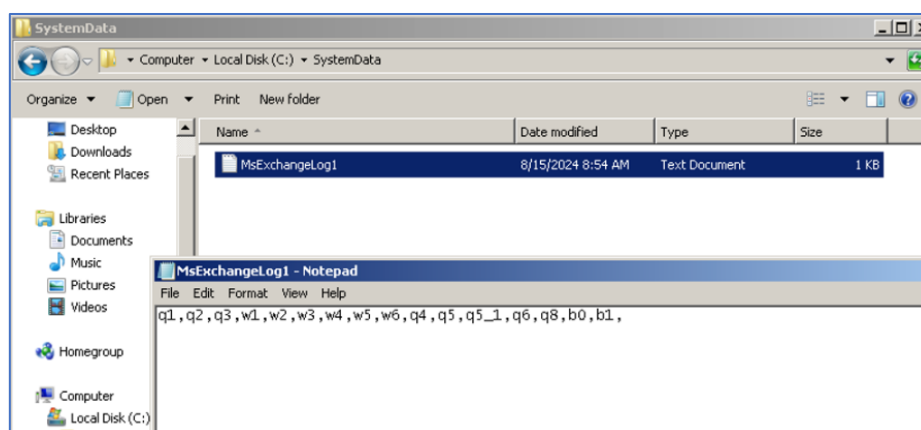 SystemData
Computer Local Disk (C:) SystemData
Organize Open Print New folder
Name Date modified Type Size
MsExchangeLog1 8/15/2024 8:54 AM Text Document 1 KB
Desktop
Downloads
Recent Places
Libraries
Documents
Music
Pictures
Videos
Homegroup
Computer
Local Disk (C:)
MsExchangeLog1 - Notepad
File Edit Format View Help
q1,q2,q3,w1,w2,w3,w4,w5,w6,q4,q5,q5_1,q6,q8,b0,b1,